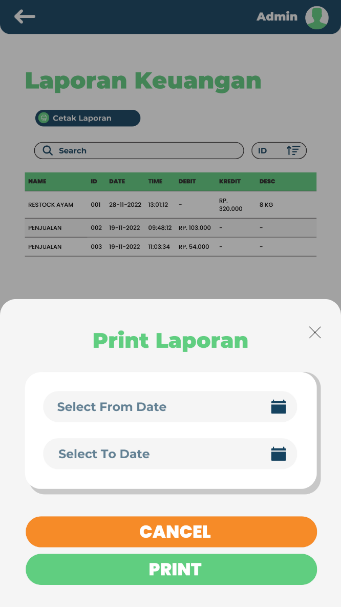 Admin
Laporan Keuangan
Cetak Laporan
Search
ID
NAME ID DATE TIME DEBIT KREDIT DESC
RESTOCK AYAM 001 28-11-2022 13:01:12 - RP. 320.000 8 KG
PENJUALAN 002 19-11-2022 09:48:12 RP. 103.000 - -
PENJUALAN 003 19-11-2022 11:03:34 RP. 54.000 - -
Print Laporan
Select From Date
Select To Date
CANCEL
PRINT